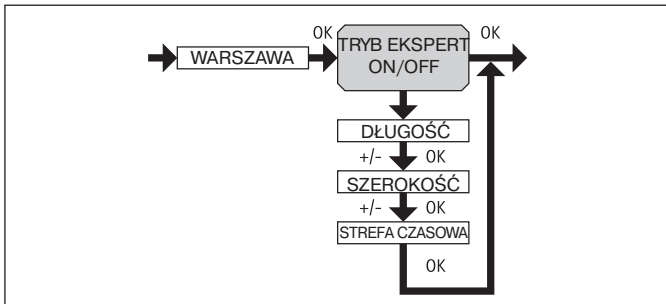 OK
OK
WARSZAWA
TRYB EKSPERT
ON/OFF
DŁUGOŚĆ
+/- OK
SZEROKOŚĆ
+/- OK
STREFA CZASOWA
OK